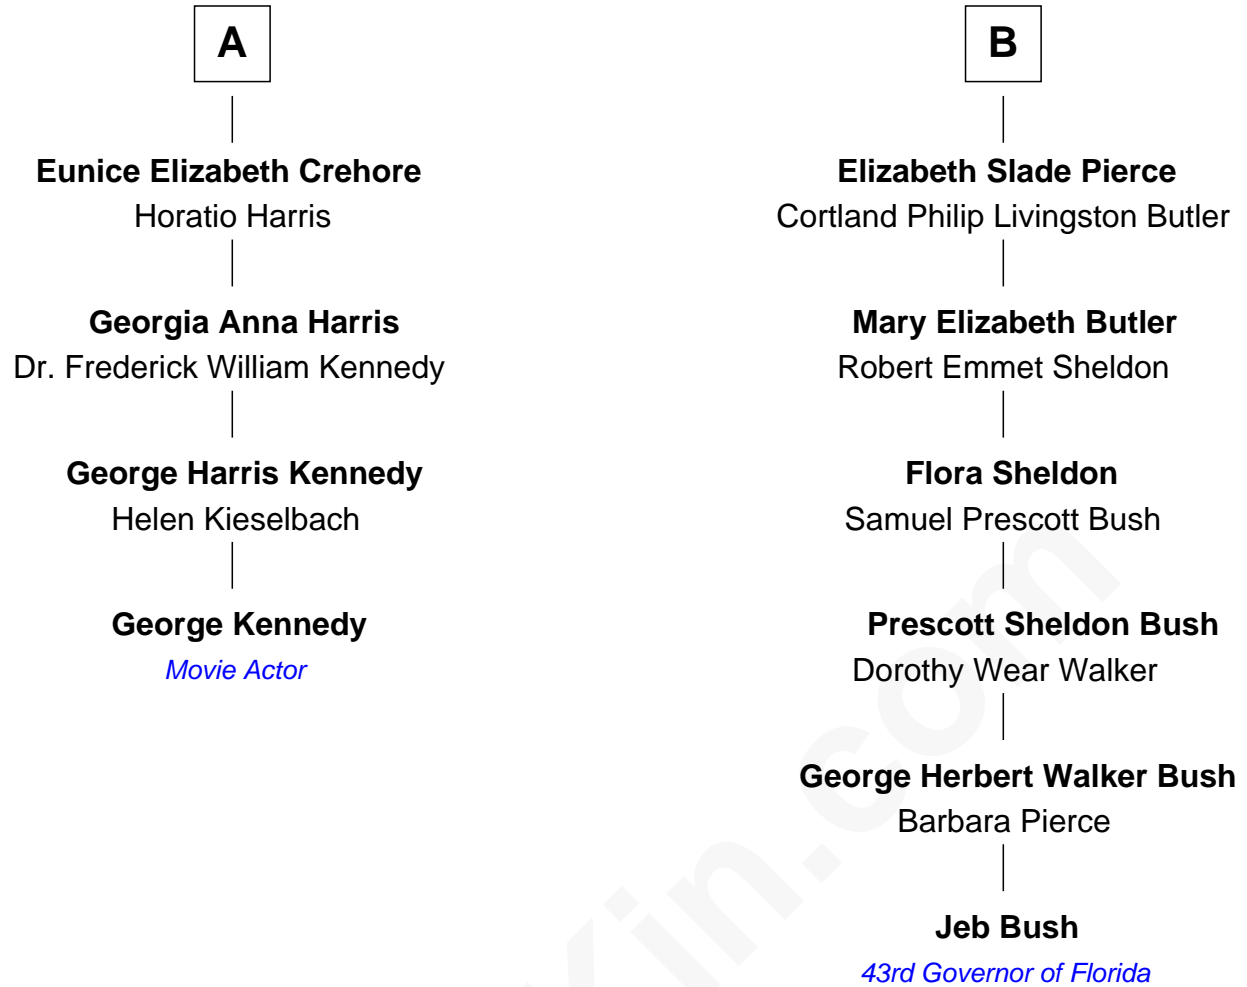 A
Eunice Elizabeth Crehore
Horatio Harris
Georgia Anna Harris
Dr. Frederick William Kennedy
George Harris Kennedy
Helen Kieselbach
George Kennedy
Movie Actor
B
Elizabeth Slade Pierce
Cortland Philip Livingston Butler
Mary Elizabeth Butler
Robert Emmet Sheldon
Flora Sheldon
Samuel Prescott Bush
Prescott Sheldon Bush
Dorothy Wear Walker
George Herbert Walker Bush
Barbara Pierce
Jeb Bush
43rd Governor of Florida
Kin.com